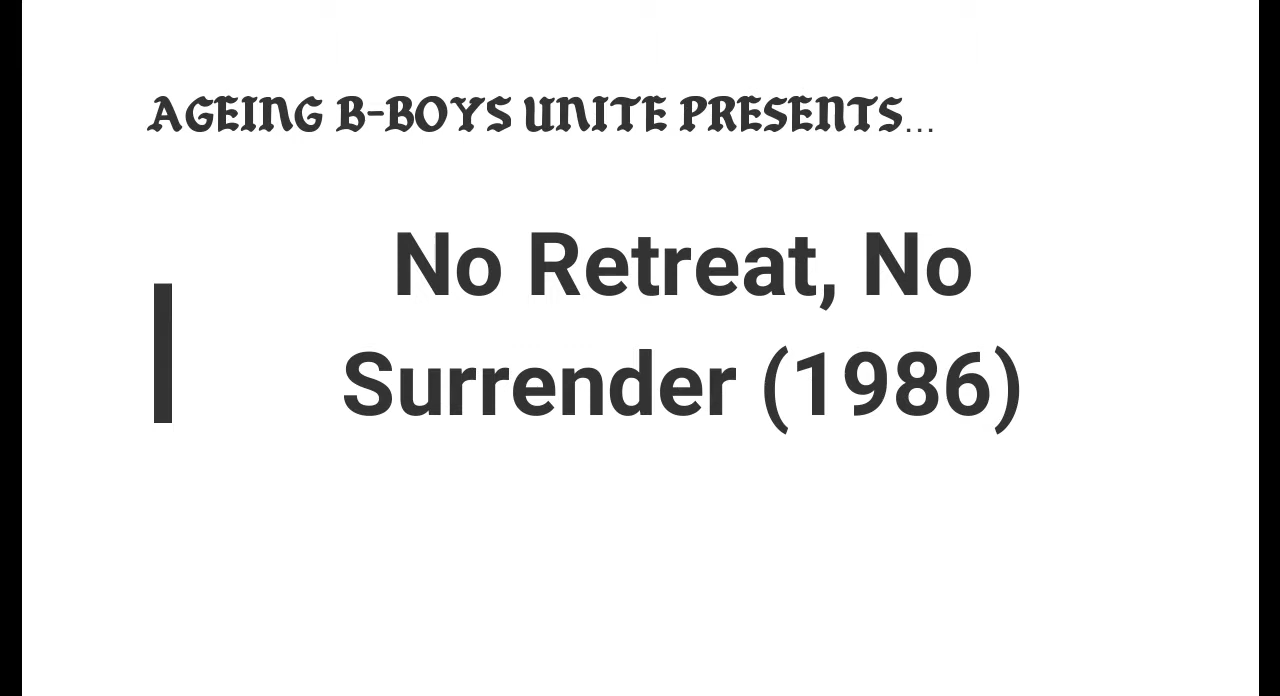 AGEING B-BOYS UNITE PRESENTS...
No Retreat, No
Surrender (1986)